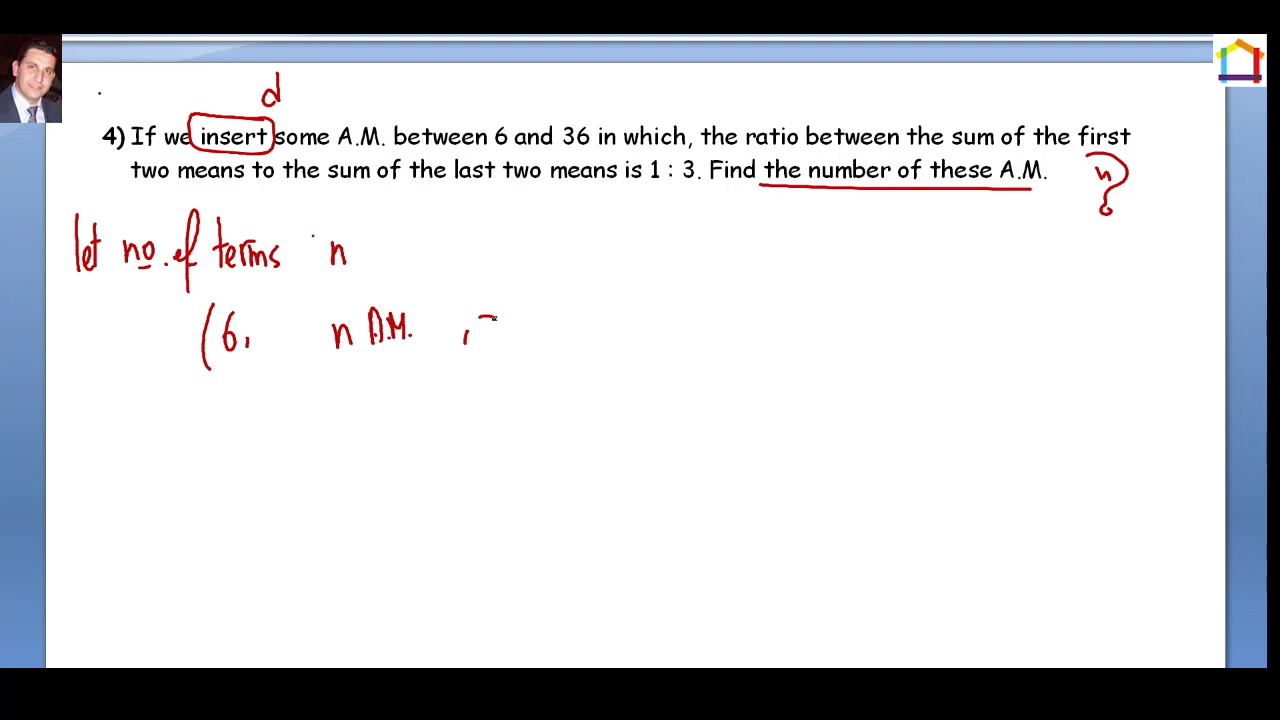 d
4) If we insert some A.M. between 6 and 36 in which, the ratio between the sum of the first
two means to the sum of the last two means is 1 : 3. Find the number of these A.M.
n ?
let no. of terms n
(6, n A.M. ,